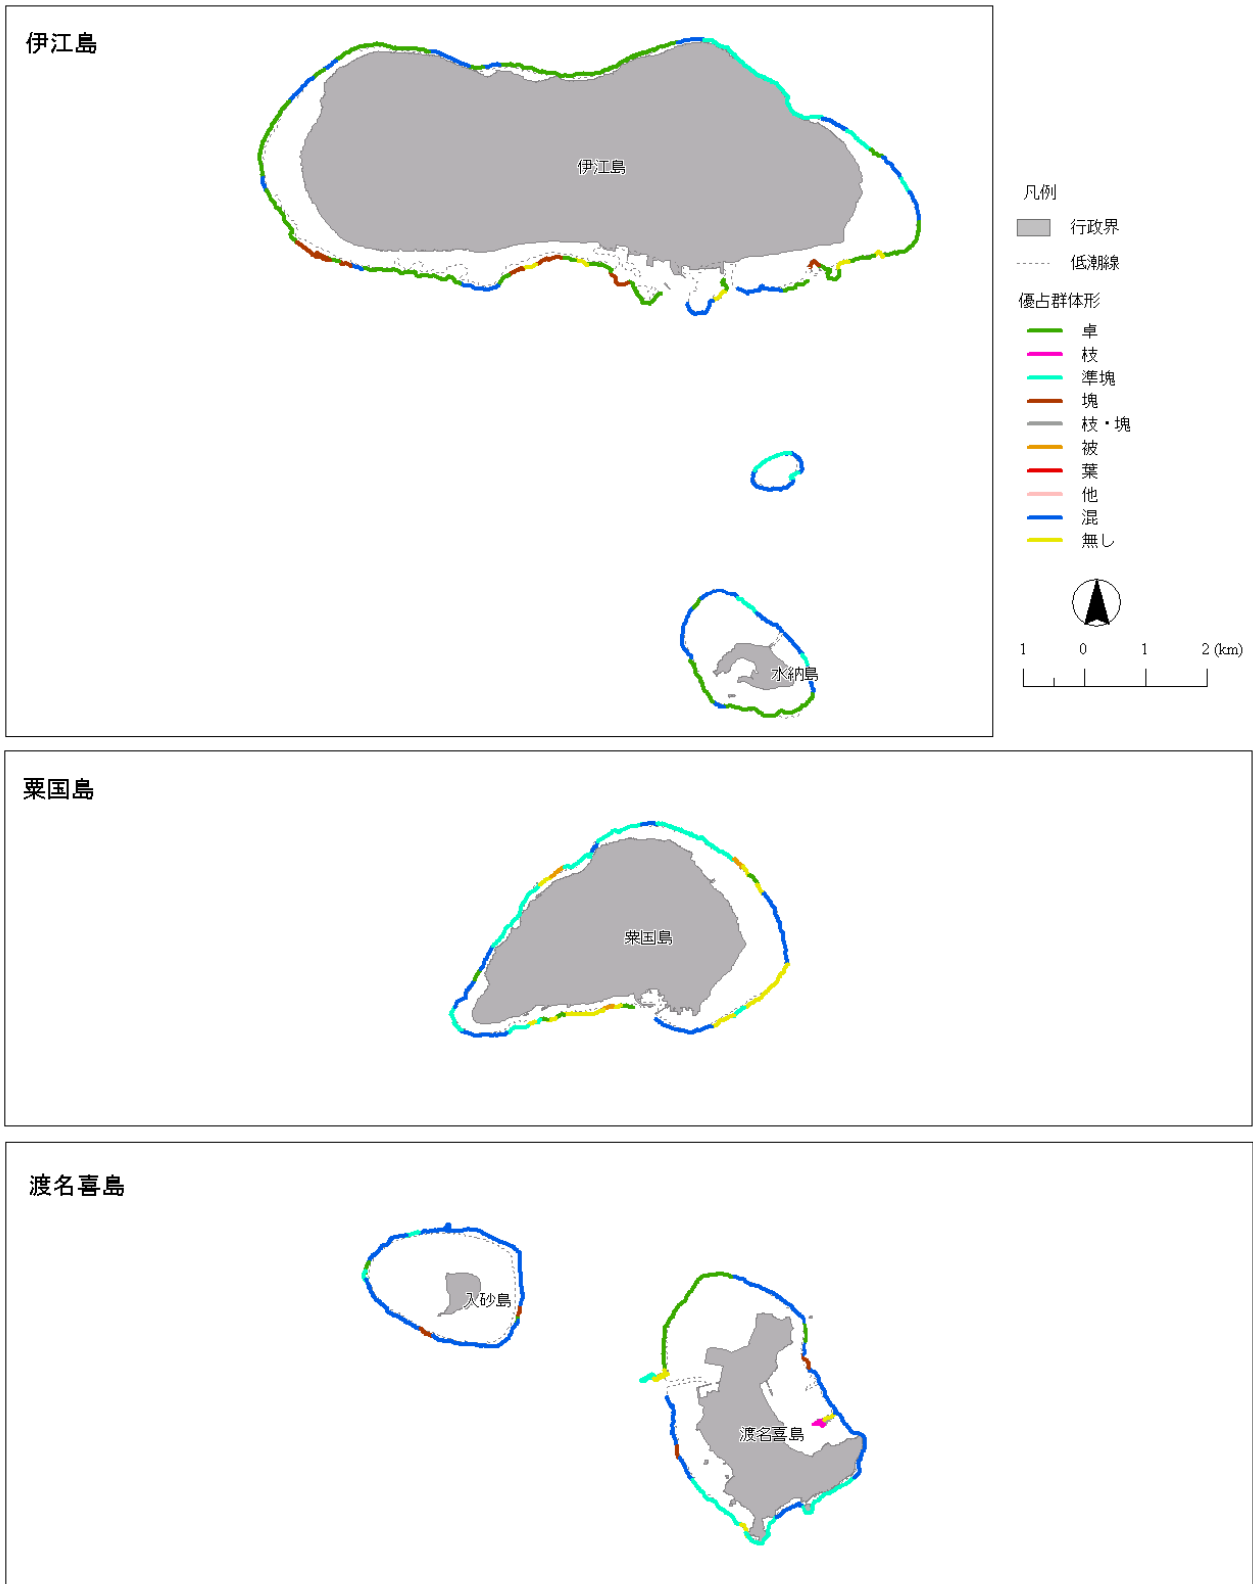 伊江島
伊江島
水納島
凡例
行政界
低潮線
優占群体形
卓
枝
準塊
塊
枝・塊
被
葉
他
混
無し
1 0 1 2 (km)
粟国島
粟国島
渡名喜島
入砂島
渡名喜島